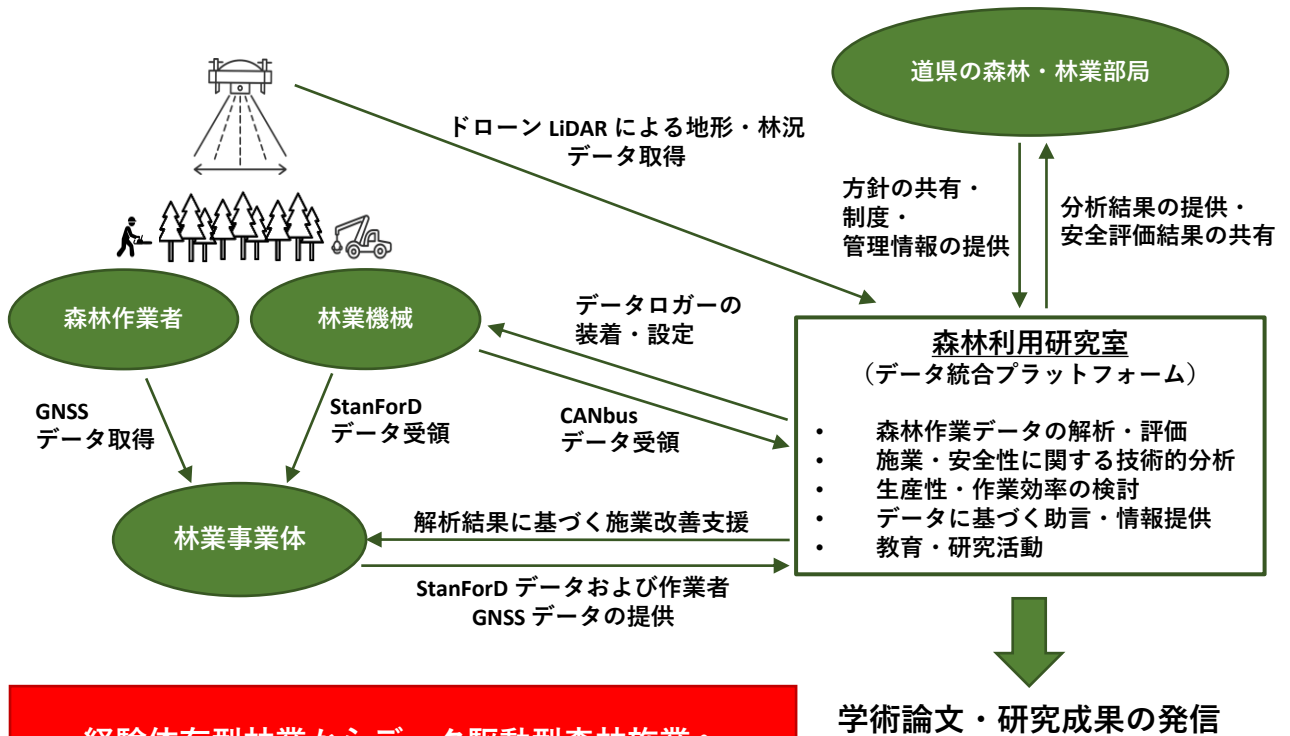 道県の森林・林業部局
ドローン LiDAR による地形・林況
データ取得
方針の共有・
制度・
管理情報の提供
分析結果の提供・
安全評価結果の共有
森林作業者
林業機械
データロガーの
装着・設定
森林利用研究室
（データ統合プラットフォーム）
GNSS
データ取得
StanForD
データ受領
CANbus
データ受領
• 森林作業データの解析・評価
• 施業・安全性に関する技術的分析
• 生産性・作業効率の検討
• データに基づく助言・情報提供
• 教育・研究活動
林業事業体
解析結果に基づく施業改善支援
StanForD データおよび作業者
GNSS データの提供
学術論文・研究成果の発信